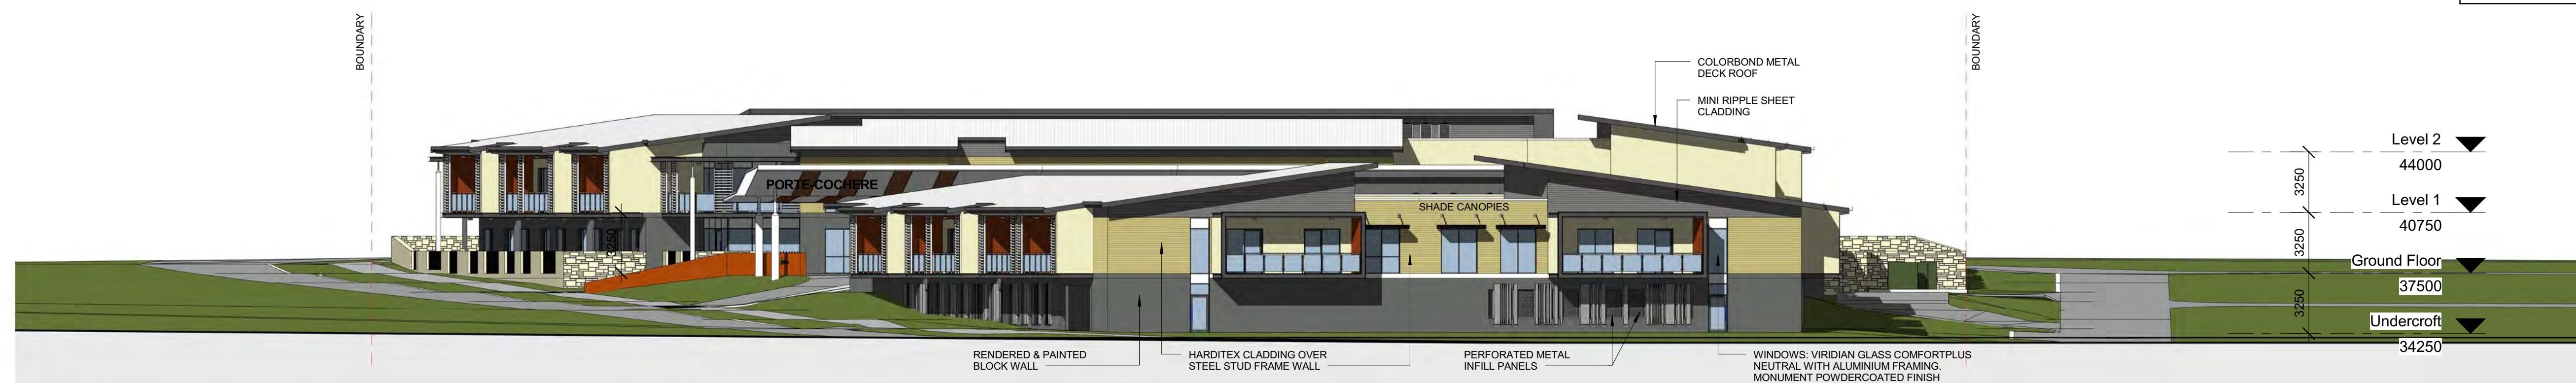 BOUNDARY
BOUNDARY
COLORBOND METAL
DECK ROOF
MINI RIPPLE SHEET
CLADDING
PORTE-COCHERE
SHADE CANOPIES
3250
Level 2
44000
3250
Level 1
40750
3250
Ground Floor
37500
3250
Undercroft
34250
RENDERED & PAINTED
BLOCK WALL
HARDITEX CLADDING OVER
STEEL STUD FRAME WALL
PERFORATED METAL
INFILL PANELS
WINDOWS: VIRIDIAN GLASS COMFORTPLUS
NEUTRAL WITH ALUMINIUM FRAMING.
MONUMENT POWDERCOATED FINISH